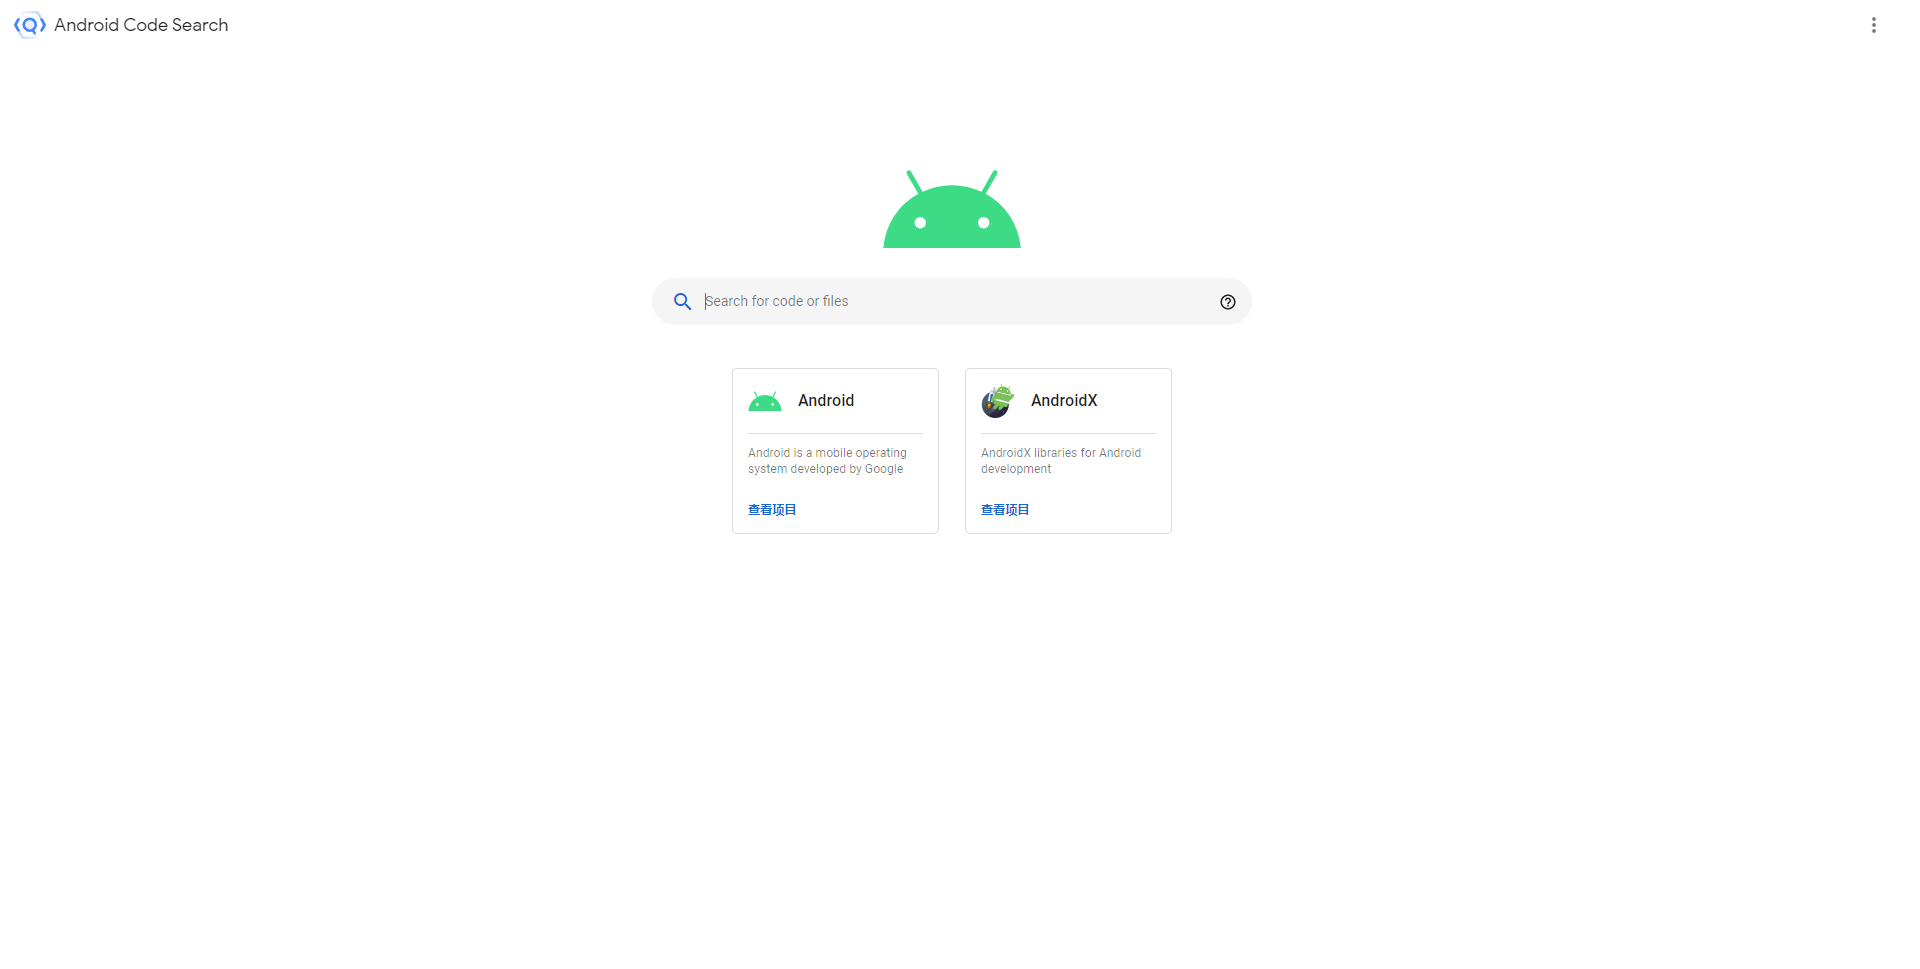 Android Code Search
Search for code or files
Android
Android is a mobile operating
system developed by Google
查看项目
AndroidX
AndroidX libraries for Android
development
查看项目